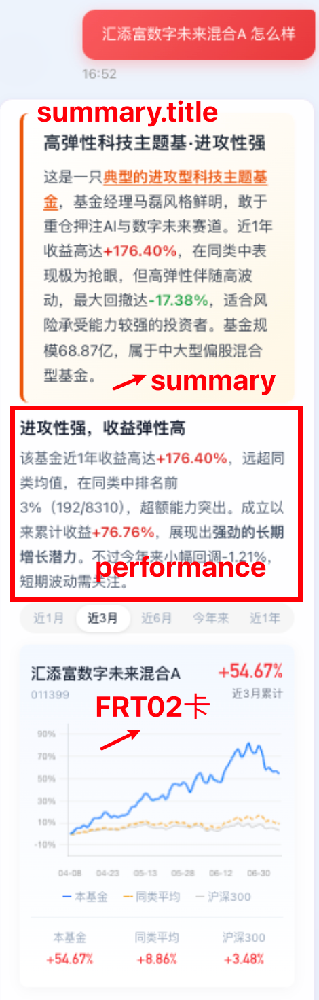 汇添富数字未来混合A 怎么样
16:52
summary.title
高弹性科技主题基·进攻性强
这是一只典型的进攻型科技主题基
金，基金经理马磊风格鲜明，敢于
重仓押注AI与数字未来赛道。近1年
收益高达+176.40%，在同类中表
现极为抢眼，但高弹性伴随高波
动，最大回撤达-17.38%，适合风
险承受能力较强的投资者。基金规
模68.87亿，属于中大型偏股混合
型基金。
summary
进攻性强，收益弹性高
该基金近1年收益高达+176.40%，远超同
类均值，在同类中排名前
3%（192/8310），超额能力突出。成立以
来累计收益+76.76%，展现出强劲的长期
增长潜力。不过今年来小幅回调-1.21%，
performance
短期波动需关注。
近1月 近3月 近6月 今年来 近1年
汇添富数字未来混合A +54.67%
011399 近3月累计
FRT02卡
90%
70%
50%
30%
10%
-10%
04-08 04-23 05-13 05-28 06-12 06-30
本基金 同类平均 沪深300
本基金 同类平均 沪深300
+54.67% +8.86% +3.48%